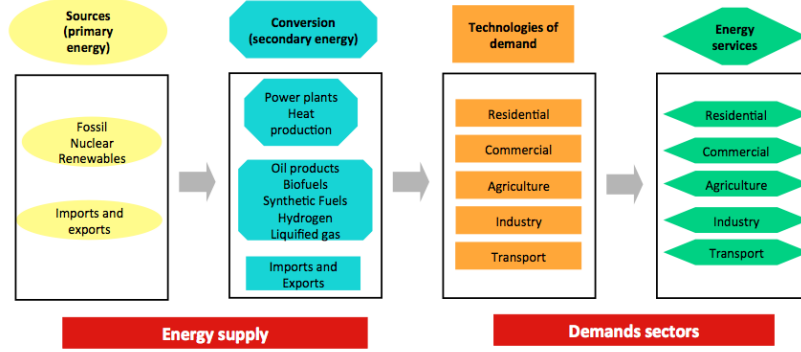 Sources
(primary
energy)
Conversion
(secondary energy)
Technologies of
demand
Energy
services
Fossil
Nuclear
Renewables
Imports and
exports
Power plants
Heat
production
Oil products
Biofuels
Synthetic Fuels
Hydrogen
Liquified gas
Imports and
Exports
Residential
Commercial
Agriculture
Industry
Transport
Residential
Commercial
Agriculture
Industry
Transport
Energy supply
Demands sectors